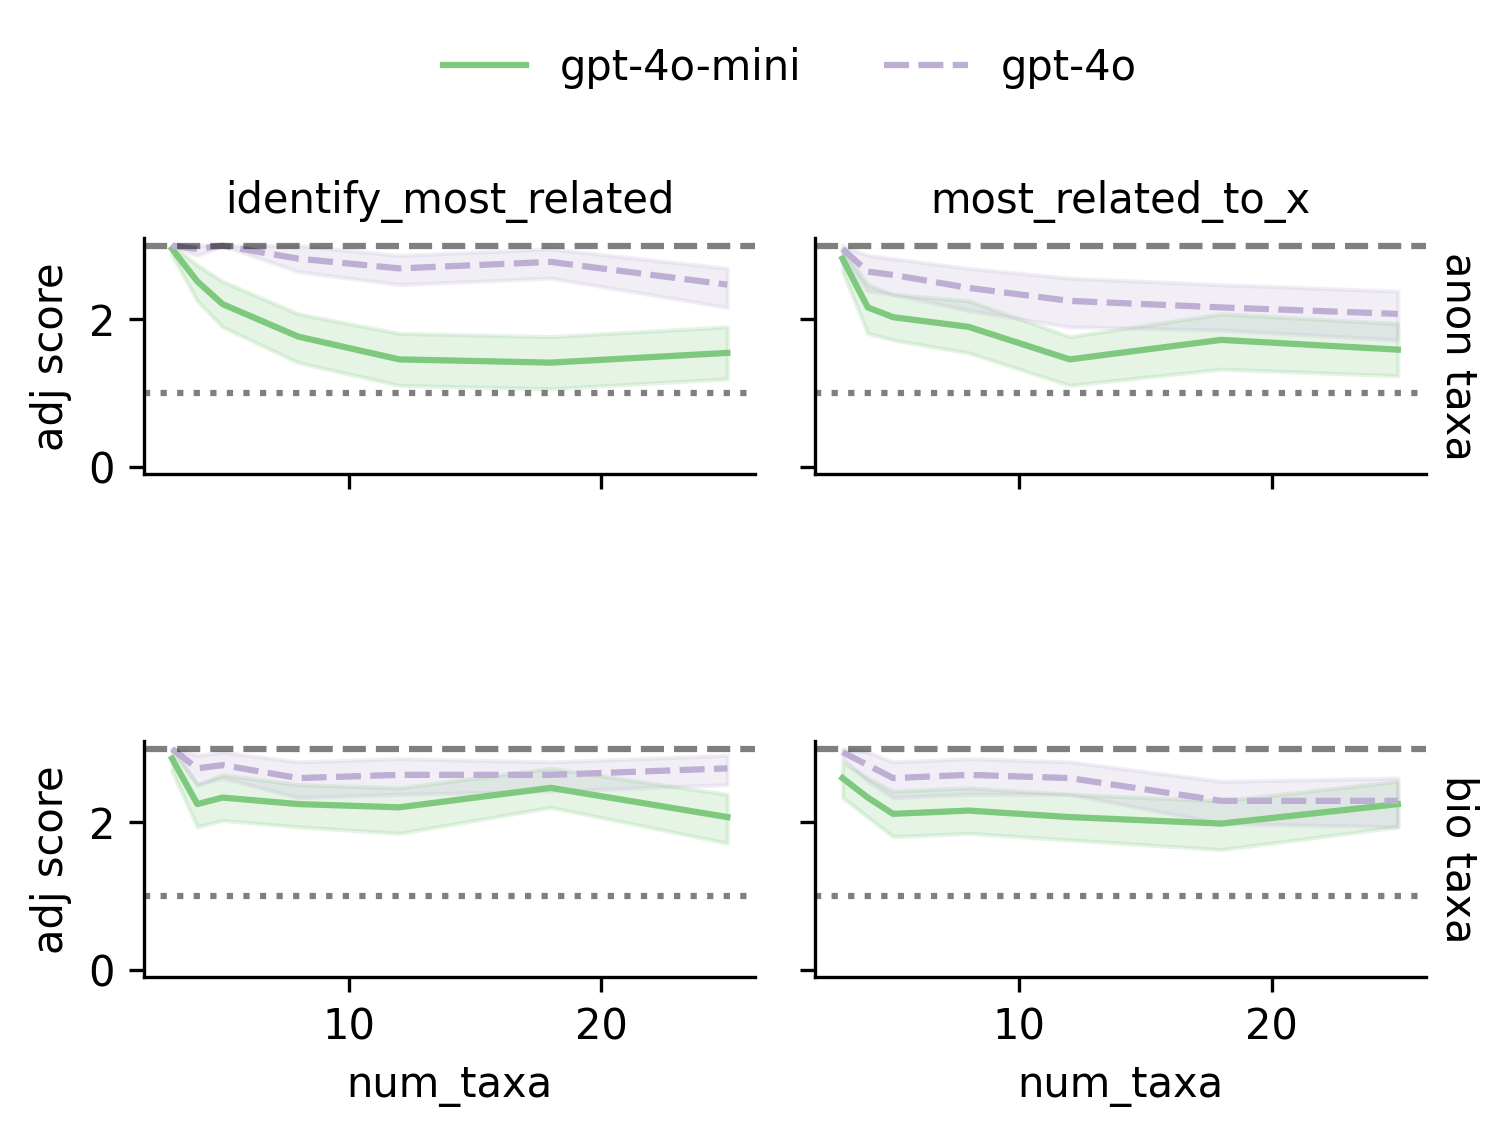 gpt-4o-mini gpt-4o
identify_most_related most_related_to_x
adj score
2
0
anon taxa
adj score
2
0
bio taxa
10 20 10 20
num_taxa num_taxa